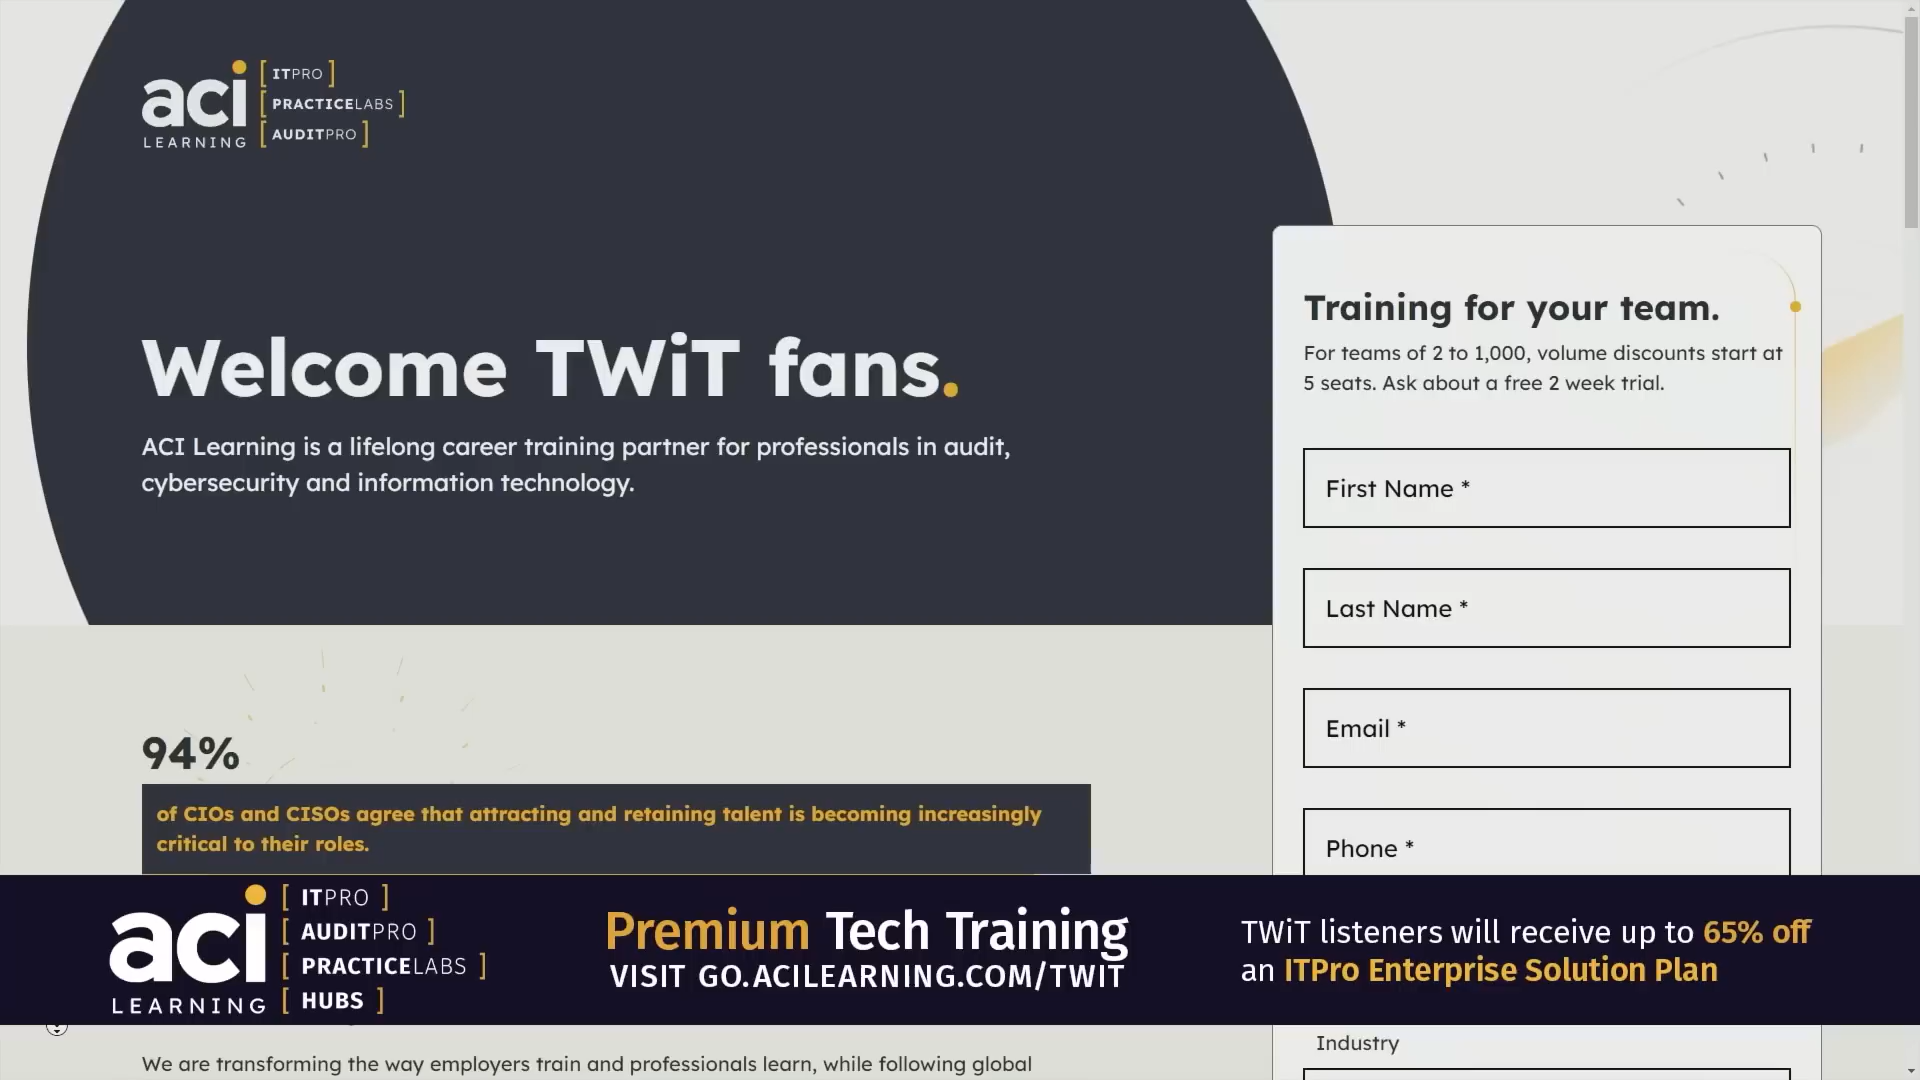 aci
LEARNING
[ ITPRO ]
[ PRACTICELABS ]
[ AUDITPRO ]
Welcome TWiT fans.
ACI Learning is a lifelong career training partner for professionals in audit,
cybersecurity and information technology.
Training for your team.
For teams of 2 to 1,000, volume discounts start at
5 seats. Ask about a free 2 week trial.
First Name *
Last Name *
Email *
Phone *
94%
of CIOs and CISOs agree that attracting and retaining talent is becoming increasingly
critical to their roles.
aci
LEARNING
[ ITPRO ]
[ AUDITPRO ]
[ PRACTICELABS ]
[ HUBS ]
Premium Tech Training
VISIT GO.ACILEARNING.COM/TWIT
TWiT listeners will receive up to 65% off
an ITPro Enterprise Solution Plan
Industry
We are transforming the way employers train and professionals learn, while following global